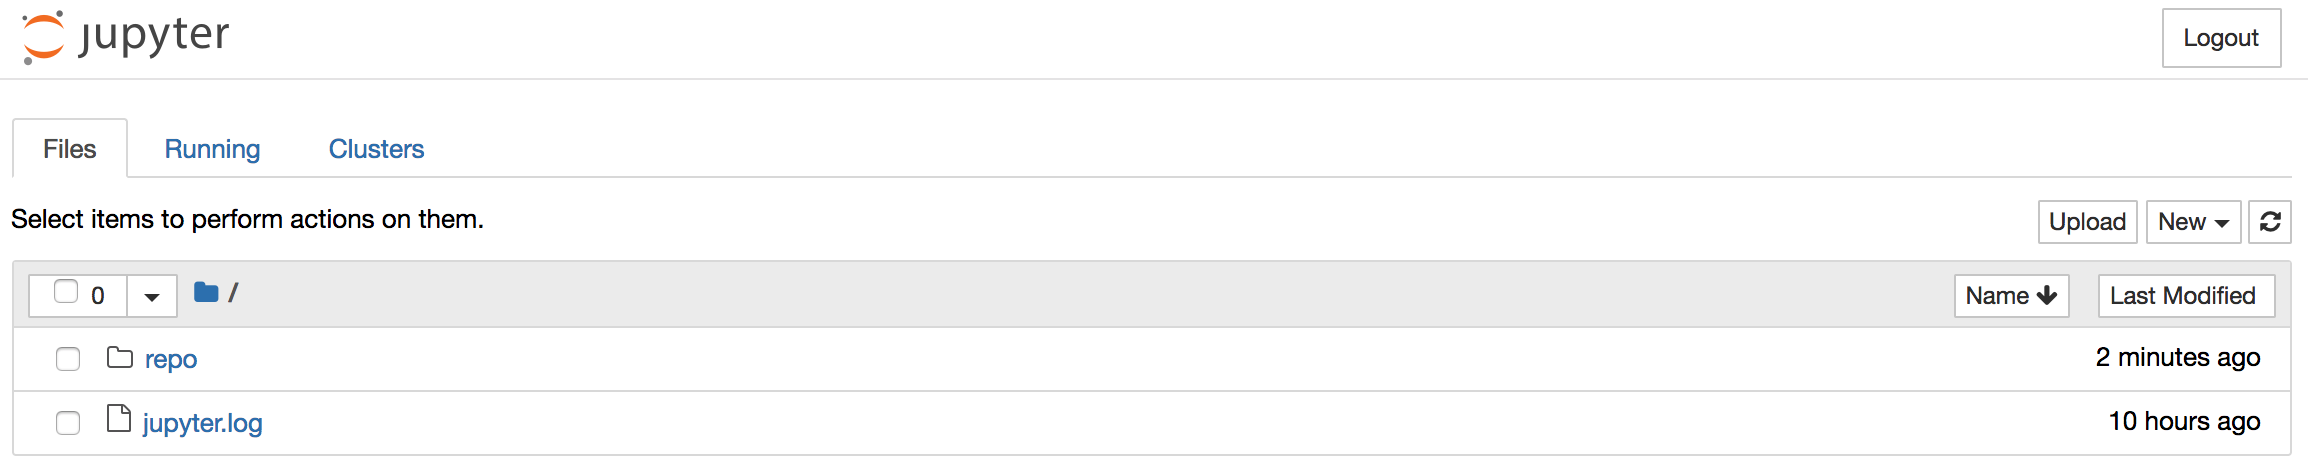 jupyter
Logout
Files Running Clusters
Select items to perform actions on them.
Upload New
0 / Name Last Modified
repo 2 minutes ago
jupyter.log 10 hours ago